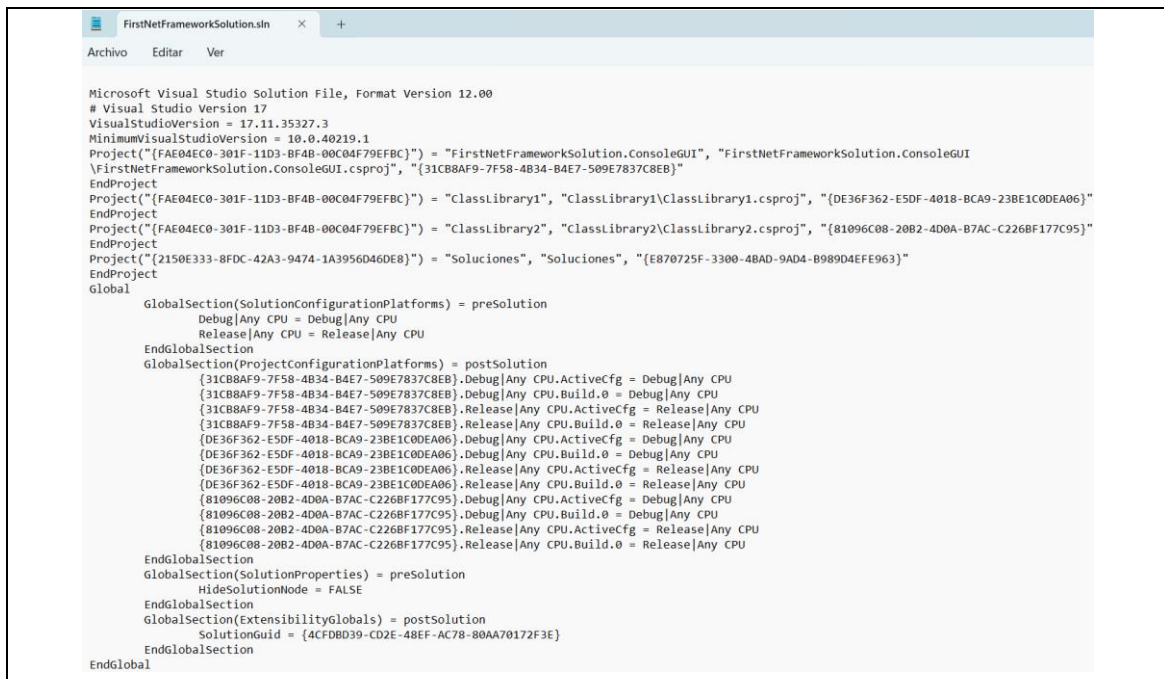 FirstNetFrameworkSolution.sln × +
Archivo Editar Ver
Microsoft Visual Studio Solution File, Format Version 12.00
# Visual Studio Version 17
VisualStudioVersion = 17.11.35327.3
MinimumVisualStudioVersion = 10.0.40219.1
Project("{FAE04EC0-301F-11D3-BF4B-00C04F79EFBC}") = "FirstNetFrameworkSolution.ConsoleGUI", "FirstNetFrameworkSolution.ConsoleGUI
\FirstNetFrameworkSolution.ConsoleGUI.csproj", "{31CB8AF9-7F58-4B34-B4E7-509E7837C8EB}"
EndProject
Project("{FAE04EC0-301F-11D3-BF4B-00C04F79EFBC}") = "ClassLibrary1", "ClassLibrary1\ClassLibrary1.csproj", "{DE36F362-E5DF-4018-BCA9-23BE1C0DEA06}"
EndProject
Project("{FAE04EC0-301F-11D3-BF4B-00C04F79EFBC}") = "ClassLibrary2", "ClassLibrary2\ClassLibrary2.csproj", "{81096C08-20B2-4D0A-B7AC-C226BF177C95}"
EndProject
Project("{2150E333-8FDC-42A3-9474-1A3956D46DE8}") = "Soluciones", "Soluciones", "{E870725F-3300-4BAD-9AD4-B989D4EFE963}"
EndProject
Global
GlobalSection(SolutionConfigurationPlatforms) = preSolution
Debug|Any CPU = Debug|Any CPU
Release|Any CPU = Release|Any CPU
EndGlobalSection
GlobalSection(ProjectConfigurationPlatforms) = postSolution
{31CB8AF9-7F58-4B34-B4E7-509E7837C8EB}.Debug|Any CPU.ActiveCfg = Debug|Any CPU
{31CB8AF9-7F58-4B34-B4E7-509E7837C8EB}.Debug|Any CPU.Build.0 = Debug|Any CPU
{31CB8AF9-7F58-4B34-B4E7-509E7837C8EB}.Release|Any CPU.ActiveCfg = Release|Any CPU
{31CB8AF9-7F58-4B34-B4E7-509E7837C8EB}.Release|Any CPU.Build.0 = Release|Any CPU
{DE36F362-E5DF-4018-BCA9-23BE1C0DEA06}.Debug|Any CPU.ActiveCfg = Debug|Any CPU
{DE36F362-E5DF-4018-BCA9-23BE1C0DEA06}.Debug|Any CPU.Build.0 = Debug|Any CPU
{DE36F362-E5DF-4018-BCA9-23BE1C0DEA06}.Release|Any CPU.ActiveCfg = Release|Any CPU
{DE36F362-E5DF-4018-BCA9-23BE1C0DEA06}.Release|Any CPU.Build.0 = Release|Any CPU
{81096C08-20B2-4D0A-B7AC-C226BF177C95}.Debug|Any CPU.ActiveCfg = Debug|Any CPU
{81096C08-20B2-4D0A-B7AC-C226BF177C95}.Debug|Any CPU.Build.0 = Debug|Any CPU
{81096C08-20B2-4D0A-B7AC-C226BF177C95}.Release|Any CPU.ActiveCfg = Release|Any CPU
{81096C08-20B2-4D0A-B7AC-C226BF177C95}.Release|Any CPU.Build.0 = Release|Any CPU
EndGlobalSection
GlobalSection(SolutionProperties) = preSolution
HideSolutionNode = FALSE
EndGlobalSection
GlobalSection(ExtensibilityGlobals) = postSolution
SolutionGuid = {4CFDBD39-CD2E-48EF-AC78-80AA70172F3E}
EndGlobalSection
EndGlobal